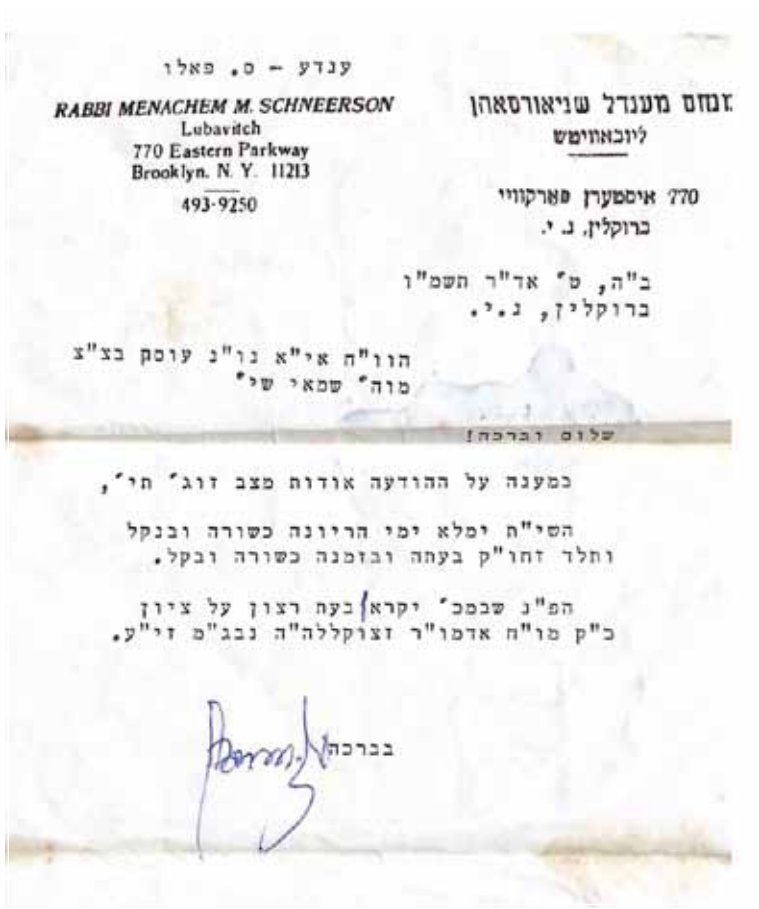 ענדע - ס. פאלו
RABBI MENACHEM M. SCHNEERSON
Lubavitch
770 Eastern Parkway
Brooklyn, N. Y. 11213
493-9250
מנחם מענדל שניאורסאהן
ליובאוויטש
770 איסטערן פארקוויי
ברוקלין, נ. י.
ב"ה, ט' אד"ר תשמ"ו
ברוקלין, נ.י.
הוו"ח אי"א נו"נ עוסק בצ"צ
מוה' שמאי שי'
שלום וברכה!
במענה על ההודעה אודות מצב זוג' תי',
השי"ת ימלא ימי הריונה כשורה ובנקל
ותלד זחו"ק בעתה ובזמנה כשורה ובקל.
הפ"נ שבמכ' יקרא בעת רצון על ציון
כ"ק מו"ח אדמו"ר זצוקללה"ה נבג"מ זי"ע.
בברכה